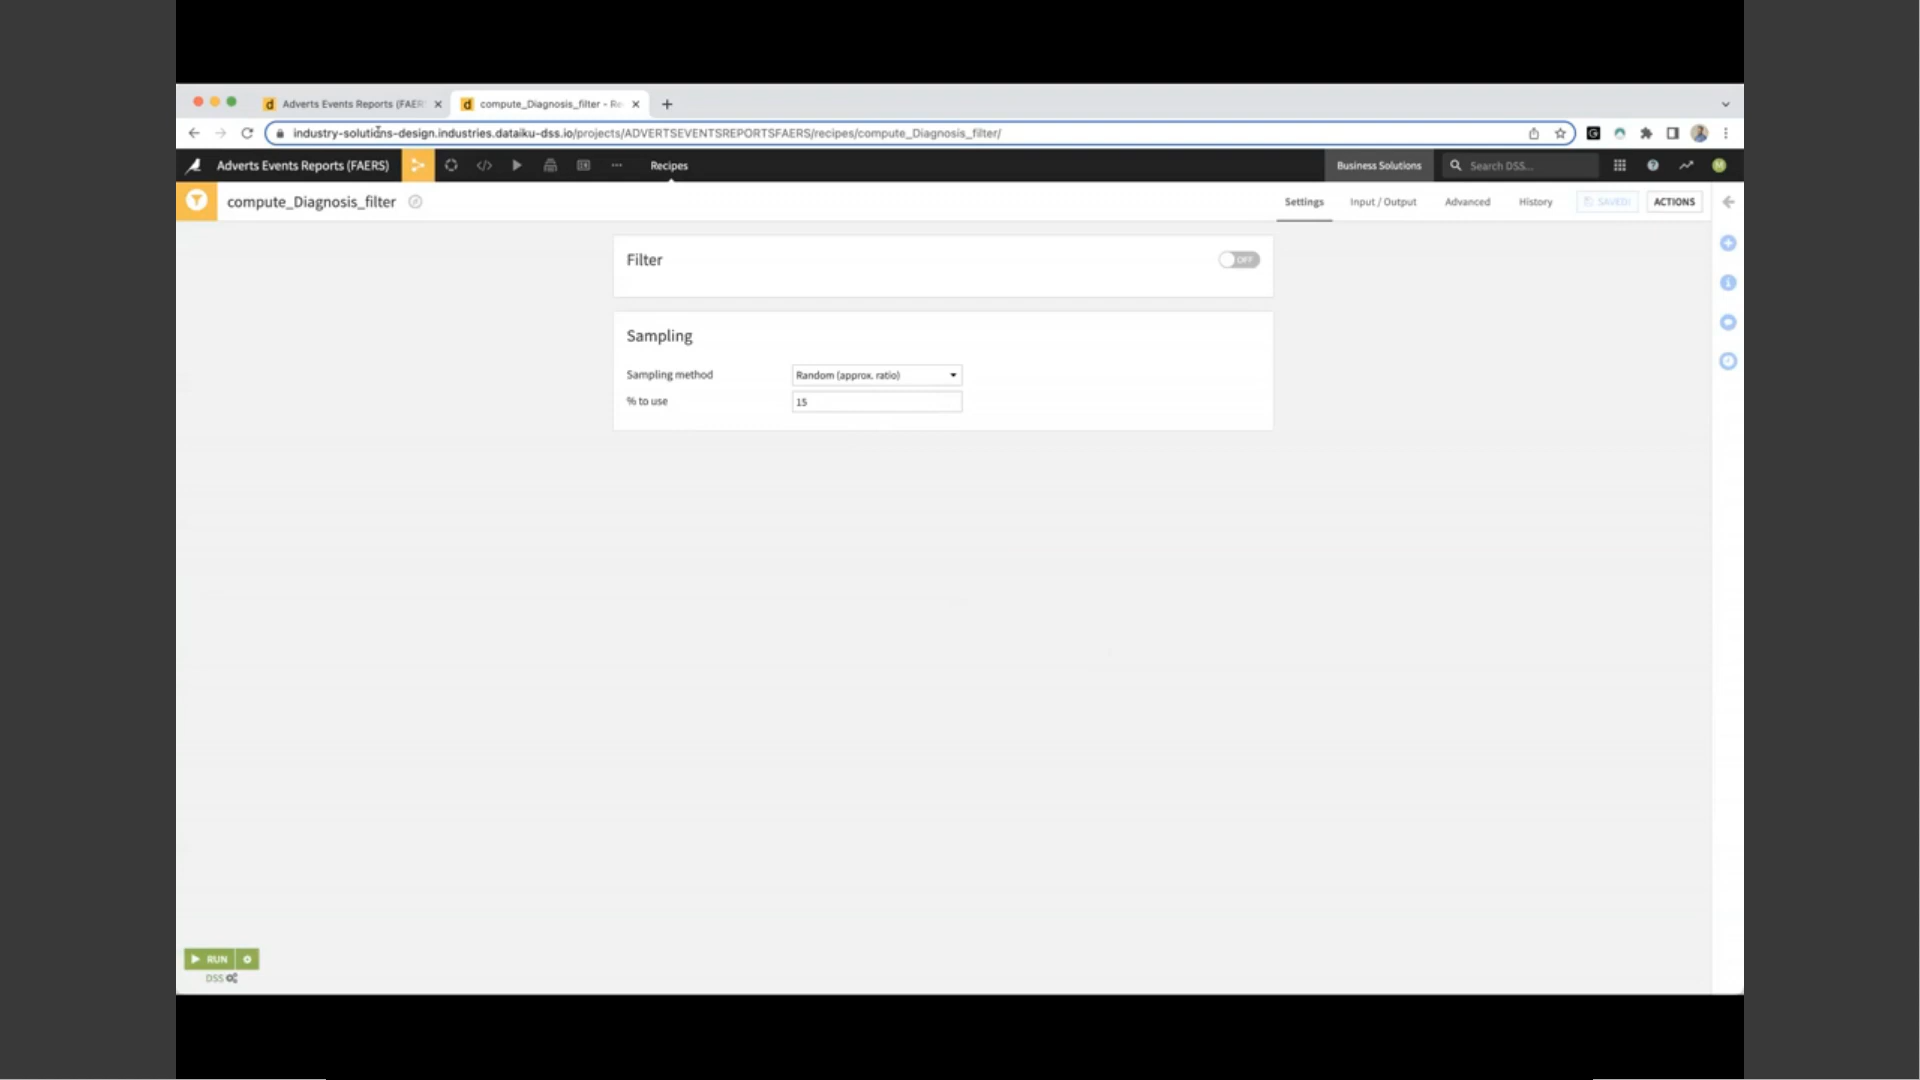 Adverts Events Reports (FAER
compute_Diagnosis_filter - Re
industry-solutions-design.industries.dataiku-dss.io/projects/ADVERTSEVENTSREPORTSFAERS/recipes/compute_Diagnosis_filter/
Adverts Events Reports (FAERS)
Recipes
Business Solutions
Search DSS...
compute_Diagnosis_filter
Settings
Input / Output
Advanced
History
SAVED!
ACTIONS
Filter
OFF
Sampling
Sampling method
Random (approx. ratio)
% to use
15
RUN
DSS